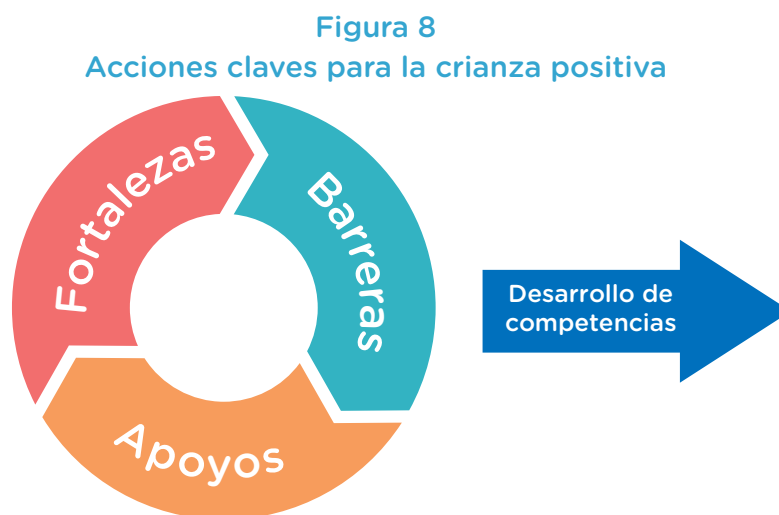 Figura 8
Acciones claves para la crianza positiva
Fortalezas
Barreras
Apoyos
Desarrollo de
competencias